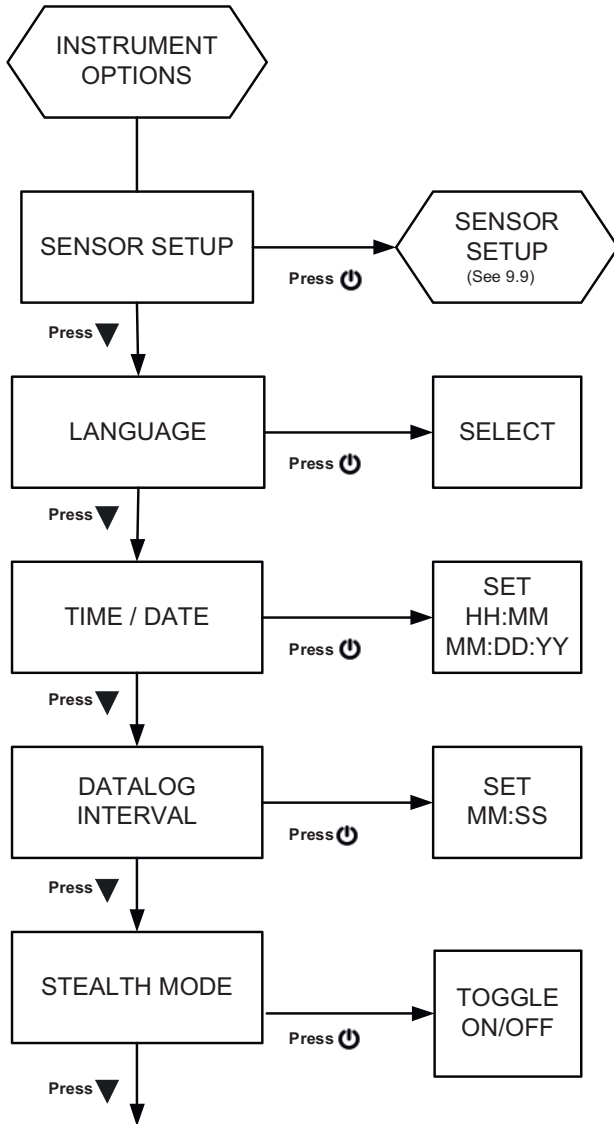 INSTRUMENT
OPTIONS
SENSOR SETUP
Press
SENSOR
SETUP
(See 9.9)
Press
LANGUAGE
Press
SELECT
Press
TIME / DATE
Press
SET
HH:MM
MM:DD:YY
Press
DATALOG
INTERVAL
Press
SET
MM:SS
Press
STEALTH MODE
Press
TOGGLE
ON/OFF
Press